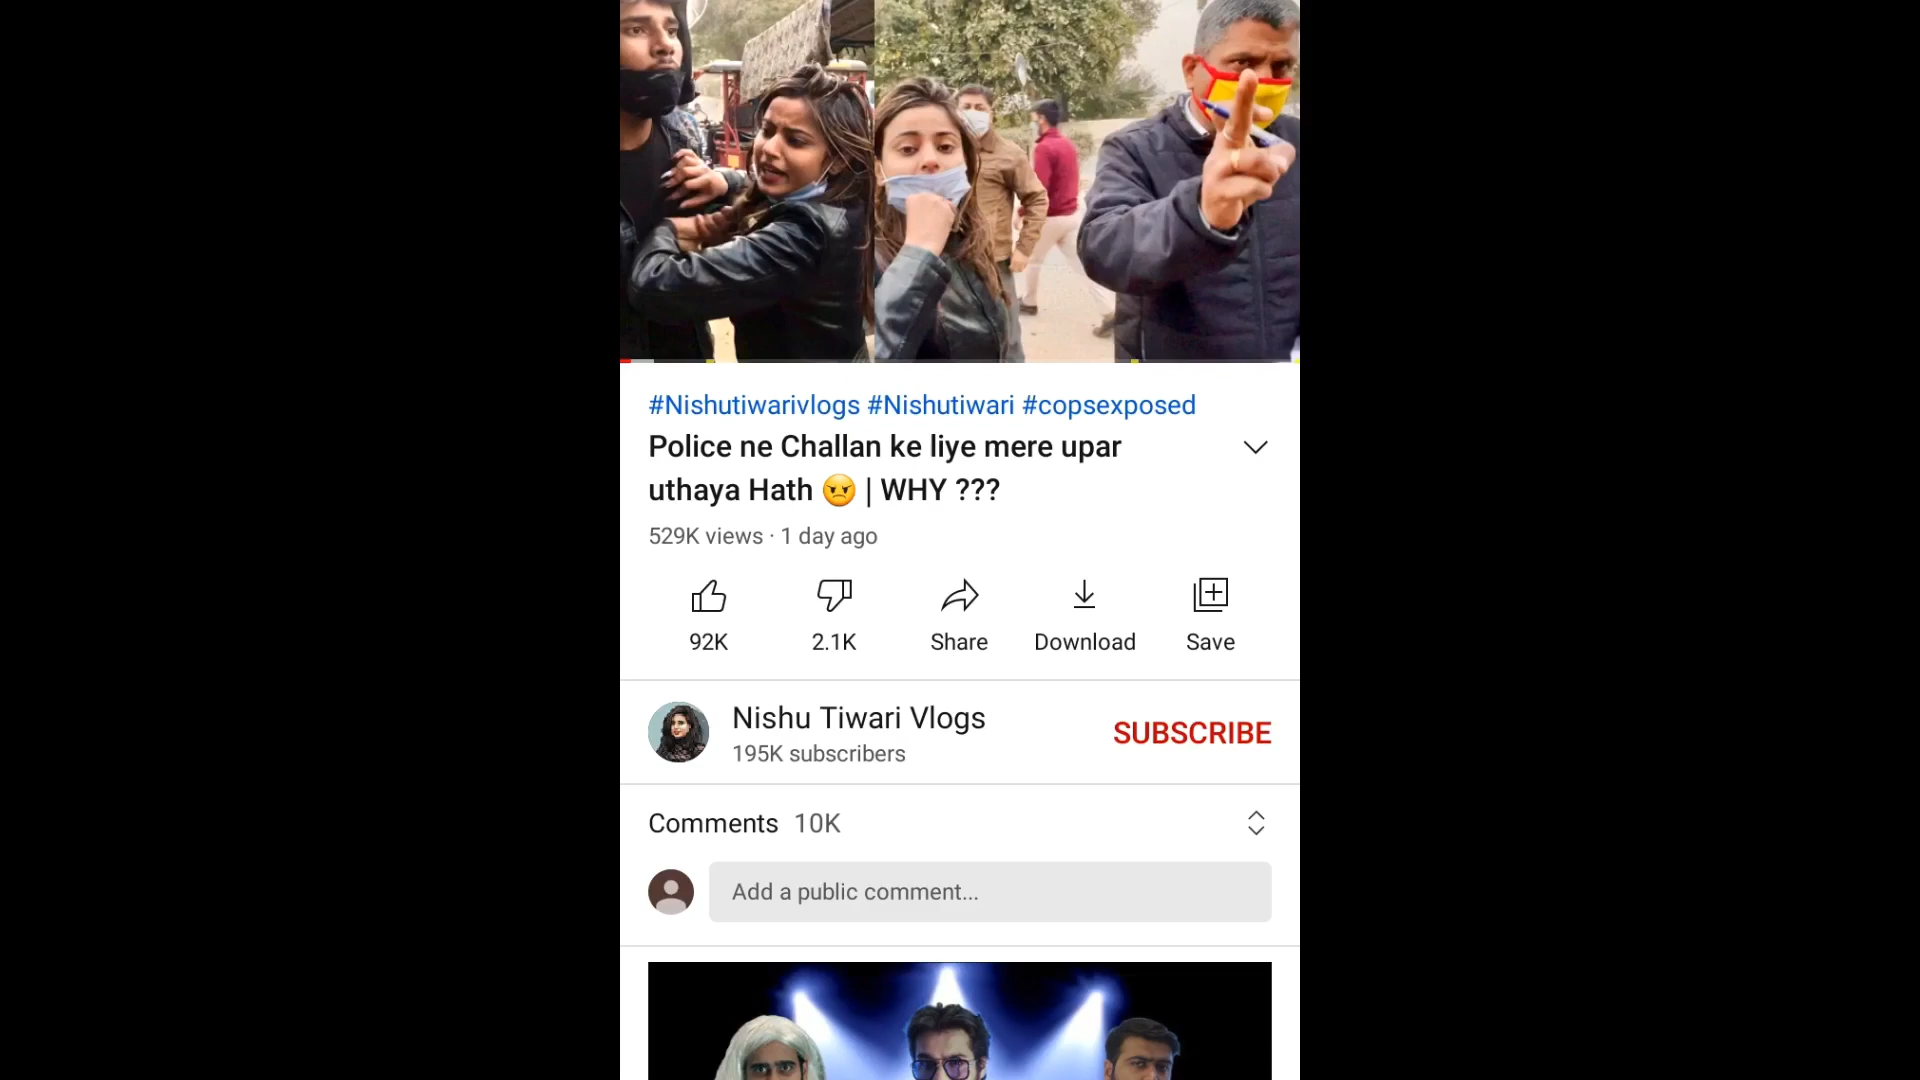 #Nishutiwarivlogs #Nishutiwari #copsexposed
Police ne Challan ke liye mere upar
uthaya Hath 😠 | WHY ???
529K views · 1 day ago
92K
2.1K
Share
Download
Save
Nishu Tiwari Vlogs
195K subscribers
SUBSCRIBE
Comments 10K
Add a public comment...